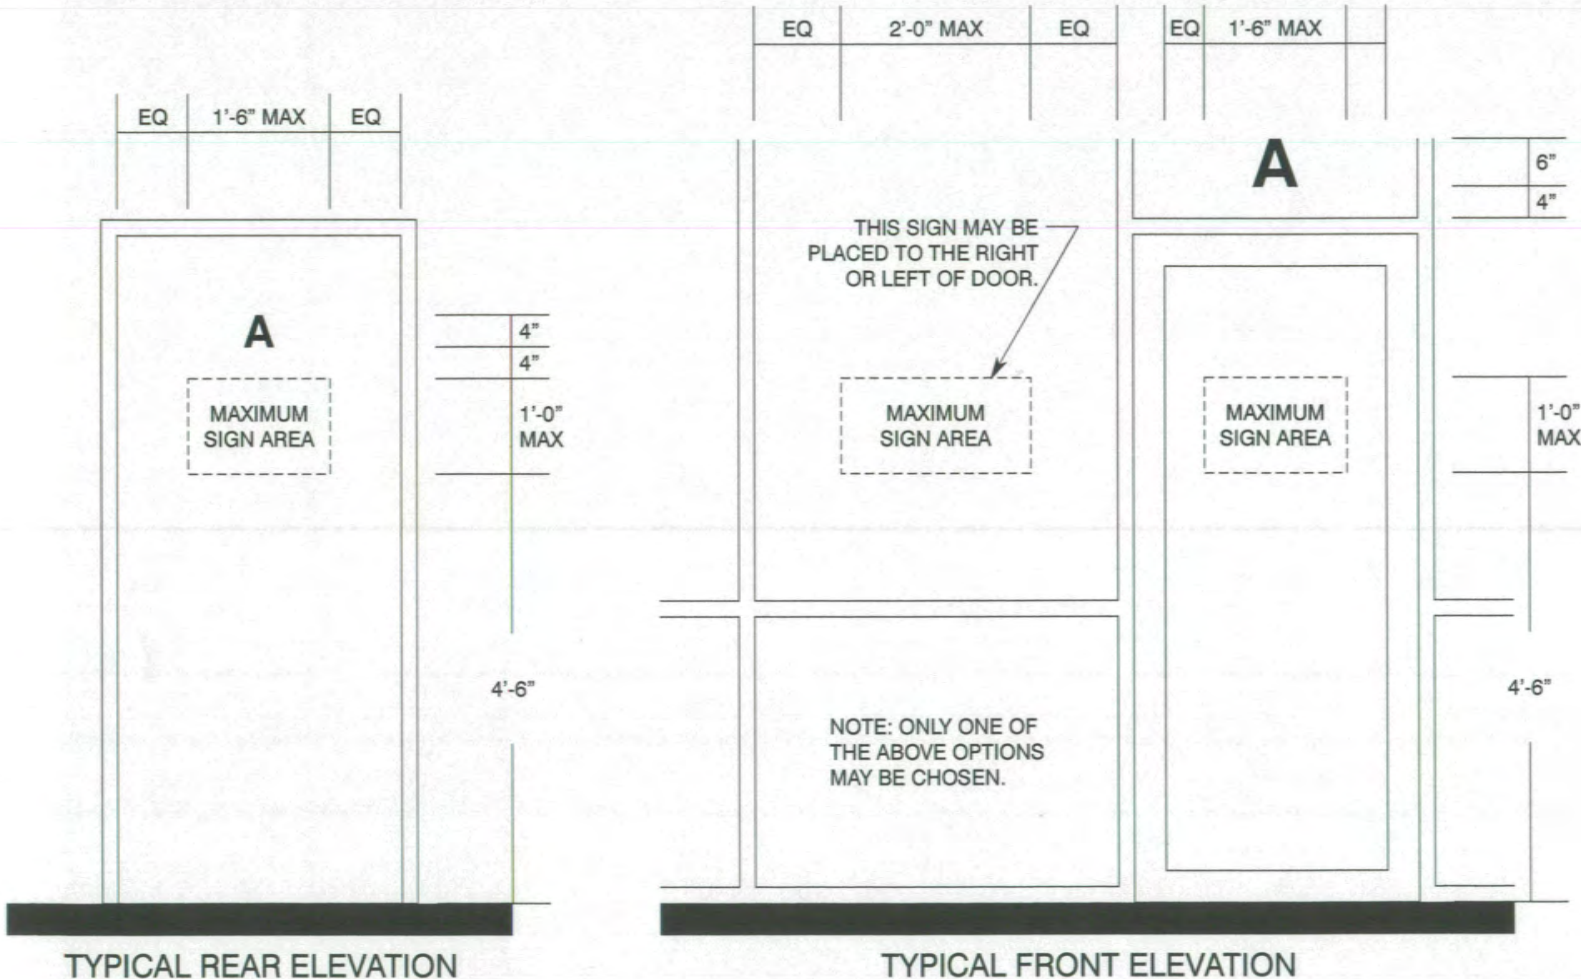 EQ 1'-6” MAX EQ
A
4”
4”
1'-0”
MAX
MAXIMUM
SIGN AREA
4'-6”
TYPICAL REAR ELEVATION
EQ 2'-0” MAX EQ EQ 1'-6” MAX
A
6”
4”
THIS SIGN MAY BE
PLACED TO THE RIGHT
OR LEFT OF DOOR.
MAXIMUM
SIGN AREA
MAXIMUM
SIGN AREA
1'-0”
MAX
4'-6”
NOTE: ONLY ONE OF
THE ABOVE OPTIONS
MAY BE CHOSEN.
TYPICAL FRONT ELEVATION